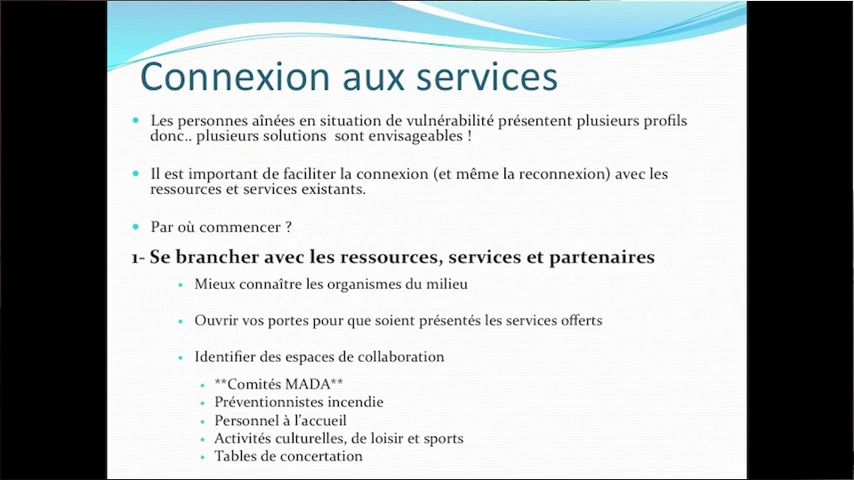 Connexion aux services
Les personnes aînées en situation de vulnérabilité présentent plusieurs profils
donc.. plusieurs solutions sont envisageables !
Il est important de faciliter la connexion (et même la reconnexion) avec les
ressources et services existants.
Par où commencer ?
1- Se brancher avec les ressources, services et partenaires
Mieux connaître les organismes du milieu
Ouvrir vos portes pour que soient présentés les services offerts
Identifier des espaces de collaboration
**Comités MADA**
Préventionnistes incendie
Personnel à l'accueil
Activités culturelles, de loisir et sports
Tables de concertation